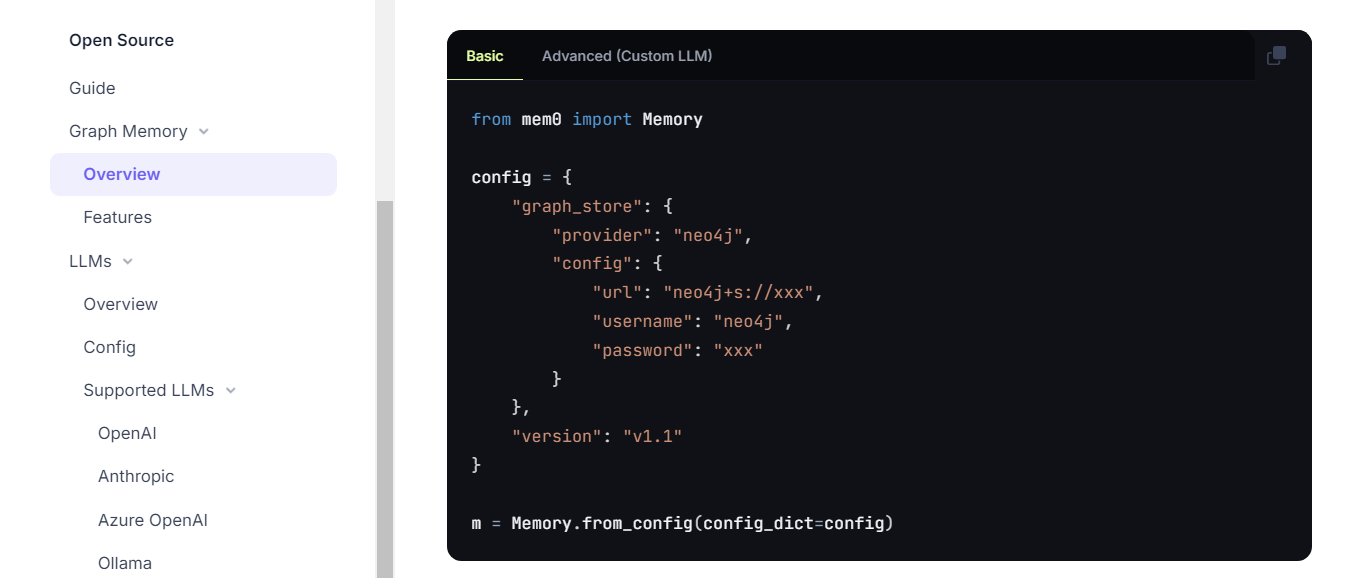 Open Source
Guide
Graph Memory
Overview
Features
LLMs
Overview
Config
Supported LLMs
OpenAI
Anthropic
Azure OpenAI
Ollama
Basic
Advanced (Custom LLM)
from mem0 import Memory
config = {
    "graph_store": {
        "provider": "neo4j",
        "config": {
            "url": "neo4j+s://xxx",
            "username": "neo4j",
            "password": "xxx"
        }
    },
    "version": "v1.1"
}
m = Memory.from_config(config_dict=config)